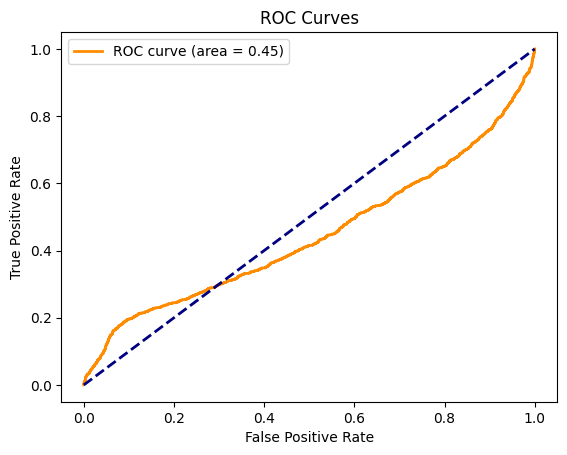 ROC Curves
ROC curve (area = 0.45)
True Positive Rate
1.0
0.8
0.6
0.4
0.2
0.0
0.0 0.2 0.4 0.6 0.8 1.0
False Positive Rate